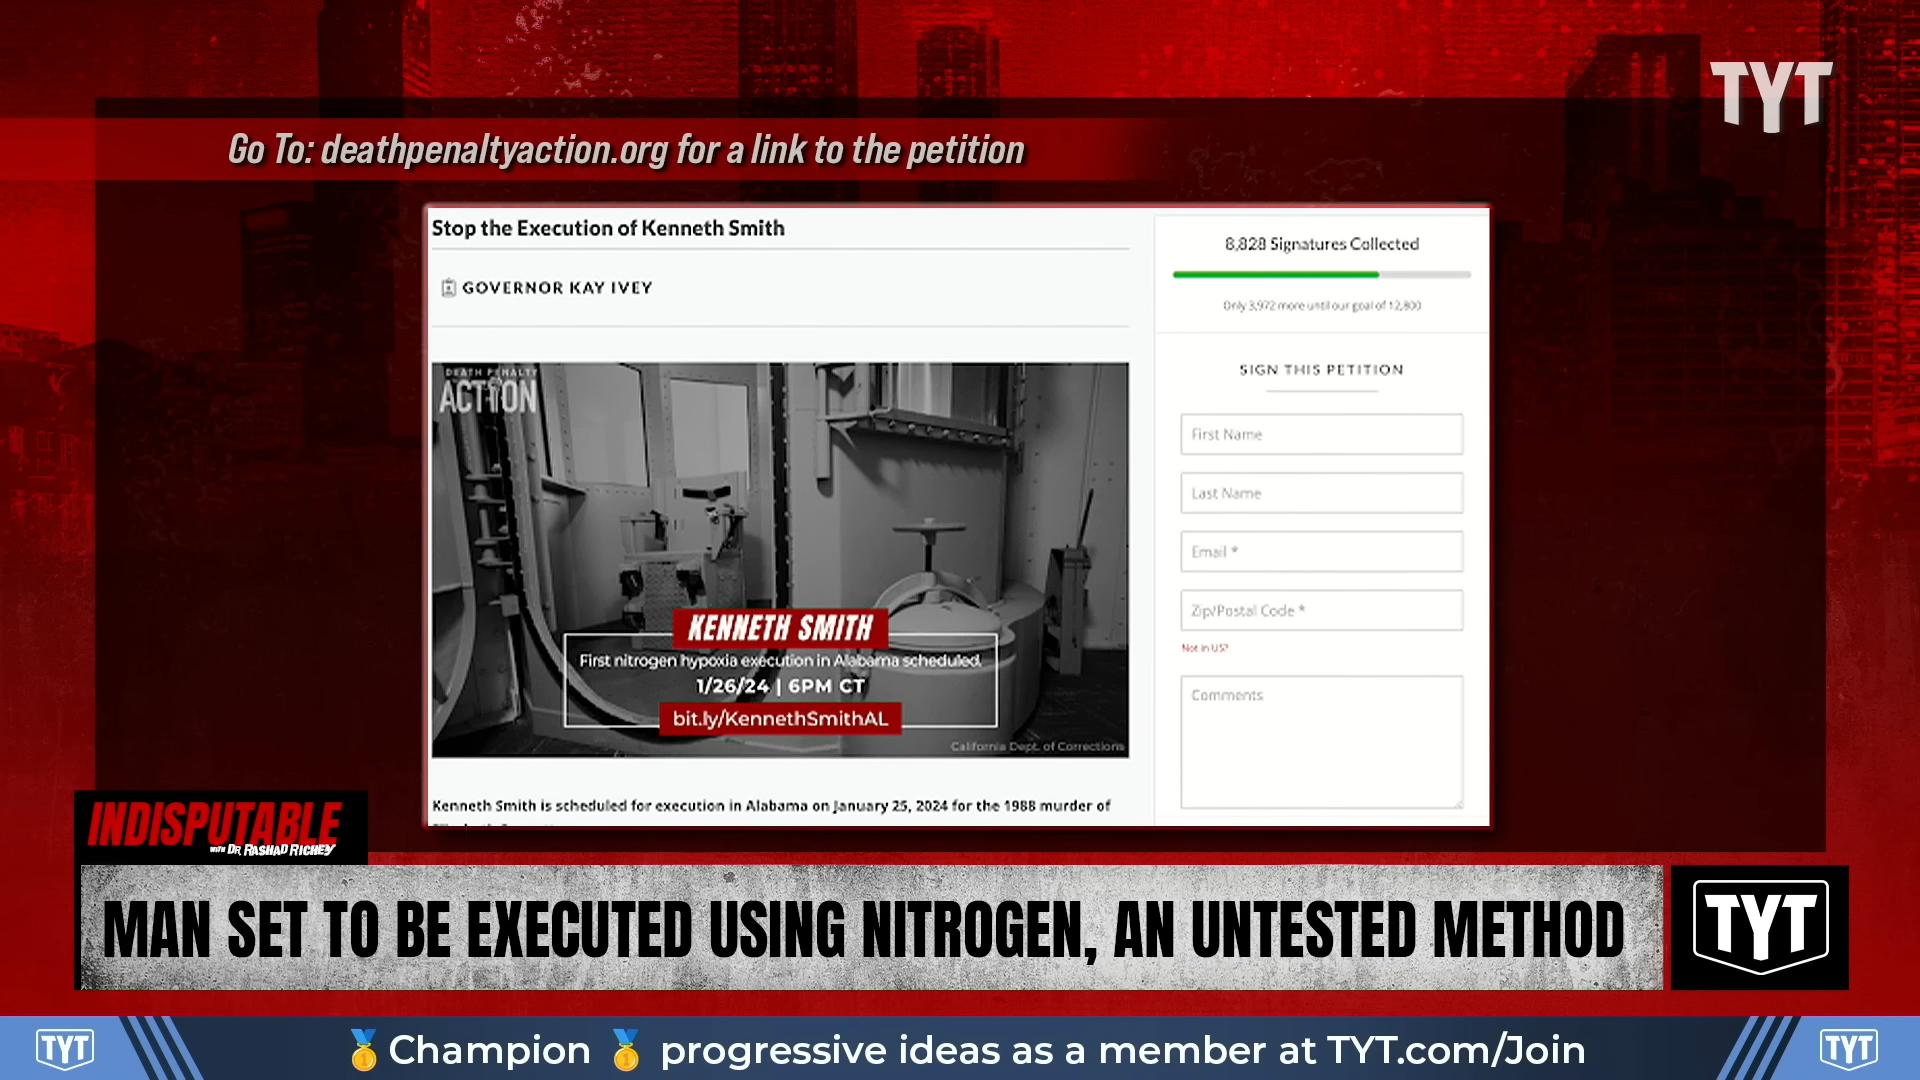 TYT
Go To: deathpenaltyaction.org for a link to the petition
Stop the Execution of Kenneth Smith
GOVERNOR KAY IVEY
DEATH PENALTY
ACTION
KENNETH SMITH
First nitrogen hypoxia execution in Alabama scheduled.
1/26/24 | 6PM CT
bit.ly/KennethSmithAL
California Dept. of Corrections
Kenneth Smith is scheduled for execution in Alabama on January 25, 2024 for the 1988 murder of
8,828 Signatures Collected
Only 3,972 more until our goal of 12,800
SIGN THIS PETITION
First Name
Last Name
Email *
Zip/Postal Code *
Not in US?
Comments
INDISPUTABLE
WITH DR RASHAD RICHEY
MAN SET TO BE EXECUTED USING NITROGEN, AN UNTESTED METHOD
TYT
TYT
🏅 Champion 🏅 progressive ideas as a member at TYT.com/Join
TYT